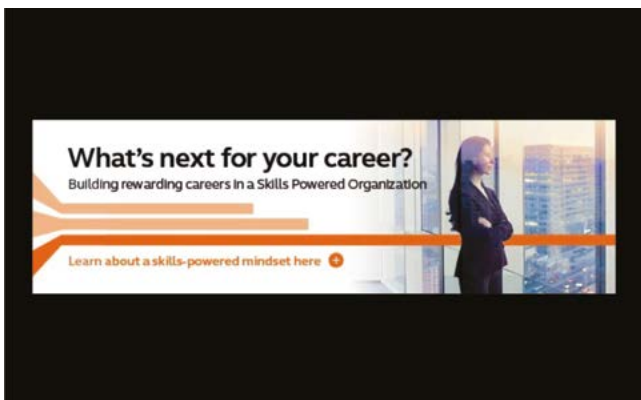 What's next for your career?
Building rewarding careers in a Skills Powered Organization
Learn about a skills-powered mindset here